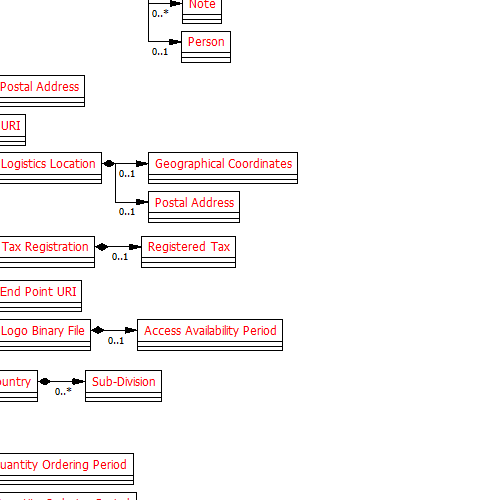 Note
0..*
Person
0..1
Postal Address
URI
Logistics Location
Geographical Coordinates
0..1
Postal Address
0..1
Tax Registration
Registered Tax
0..1
End Point URI
Logo Binary File
Access Availability Period
0..1
ountry
Sub-Division
0..*
uantity Ordering Period